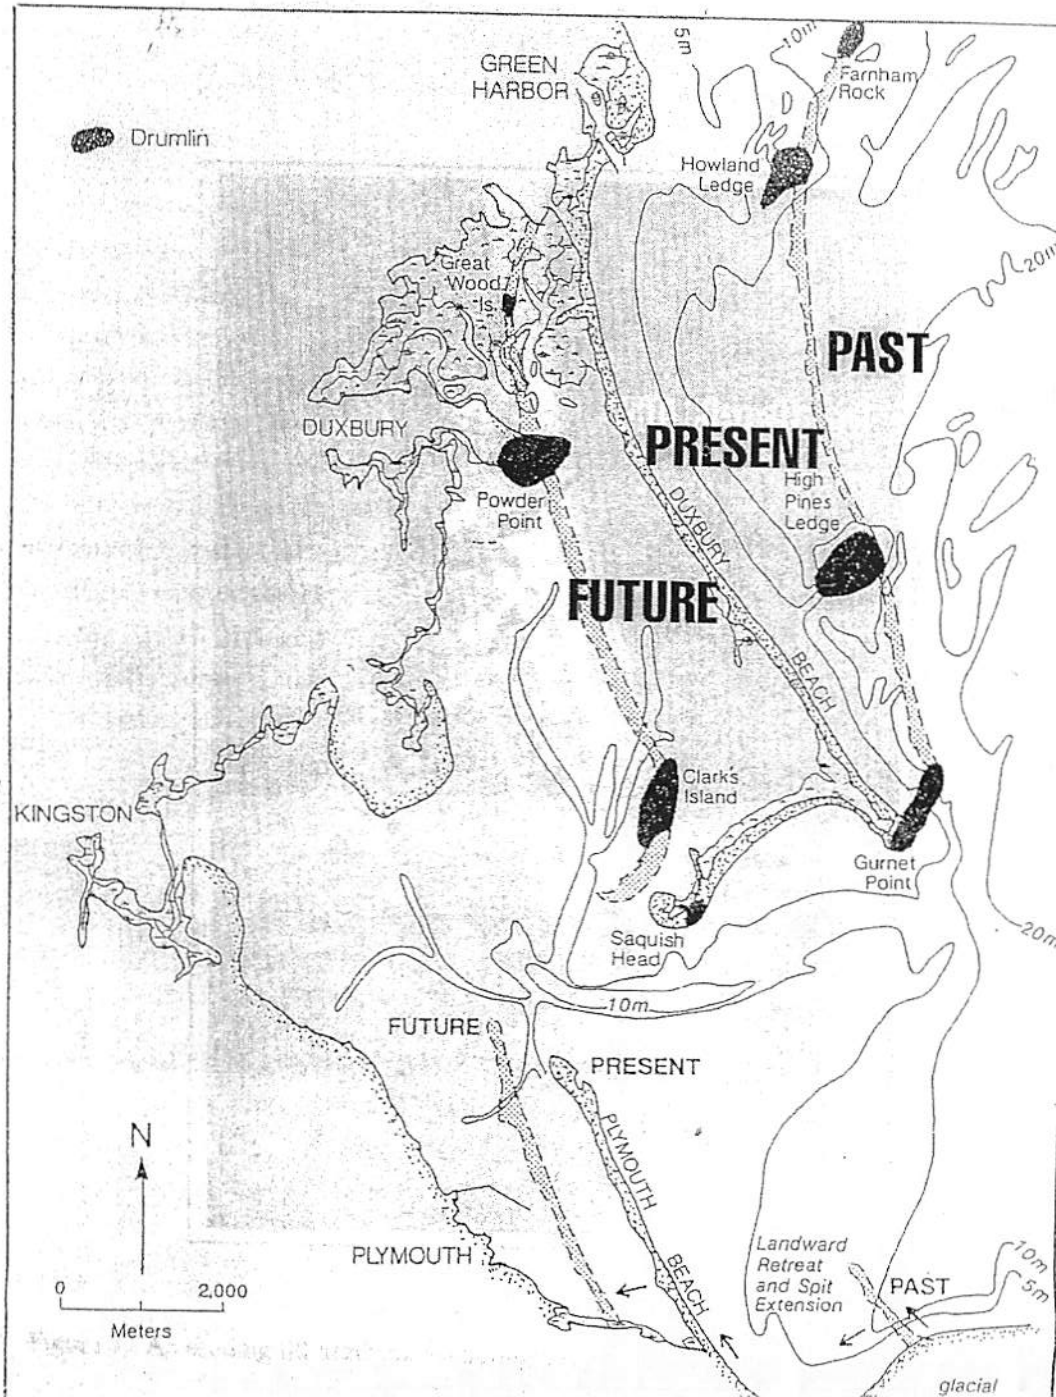 GREEN
HARBOR
5m
10m
Farnham
Rock
Drumlin
Howland
Ledge
20m
Great
Wood
Is.
PAST
DUXBURY
PRESENT
High
Pines
Ledge
Powder
Point
DUXBURY
BEACH
FUTURE
Clark's
Island
KINGSTON
Gurnet
Point
Saquish
Head
20m
10m
FUTURE
PRESENT
N
PLYMOUTH
BEACH
PLYMOUTH
Landward
Retreat
and Spit
Extension
PAST
10m
5m
0 2,000
Meters
glacial